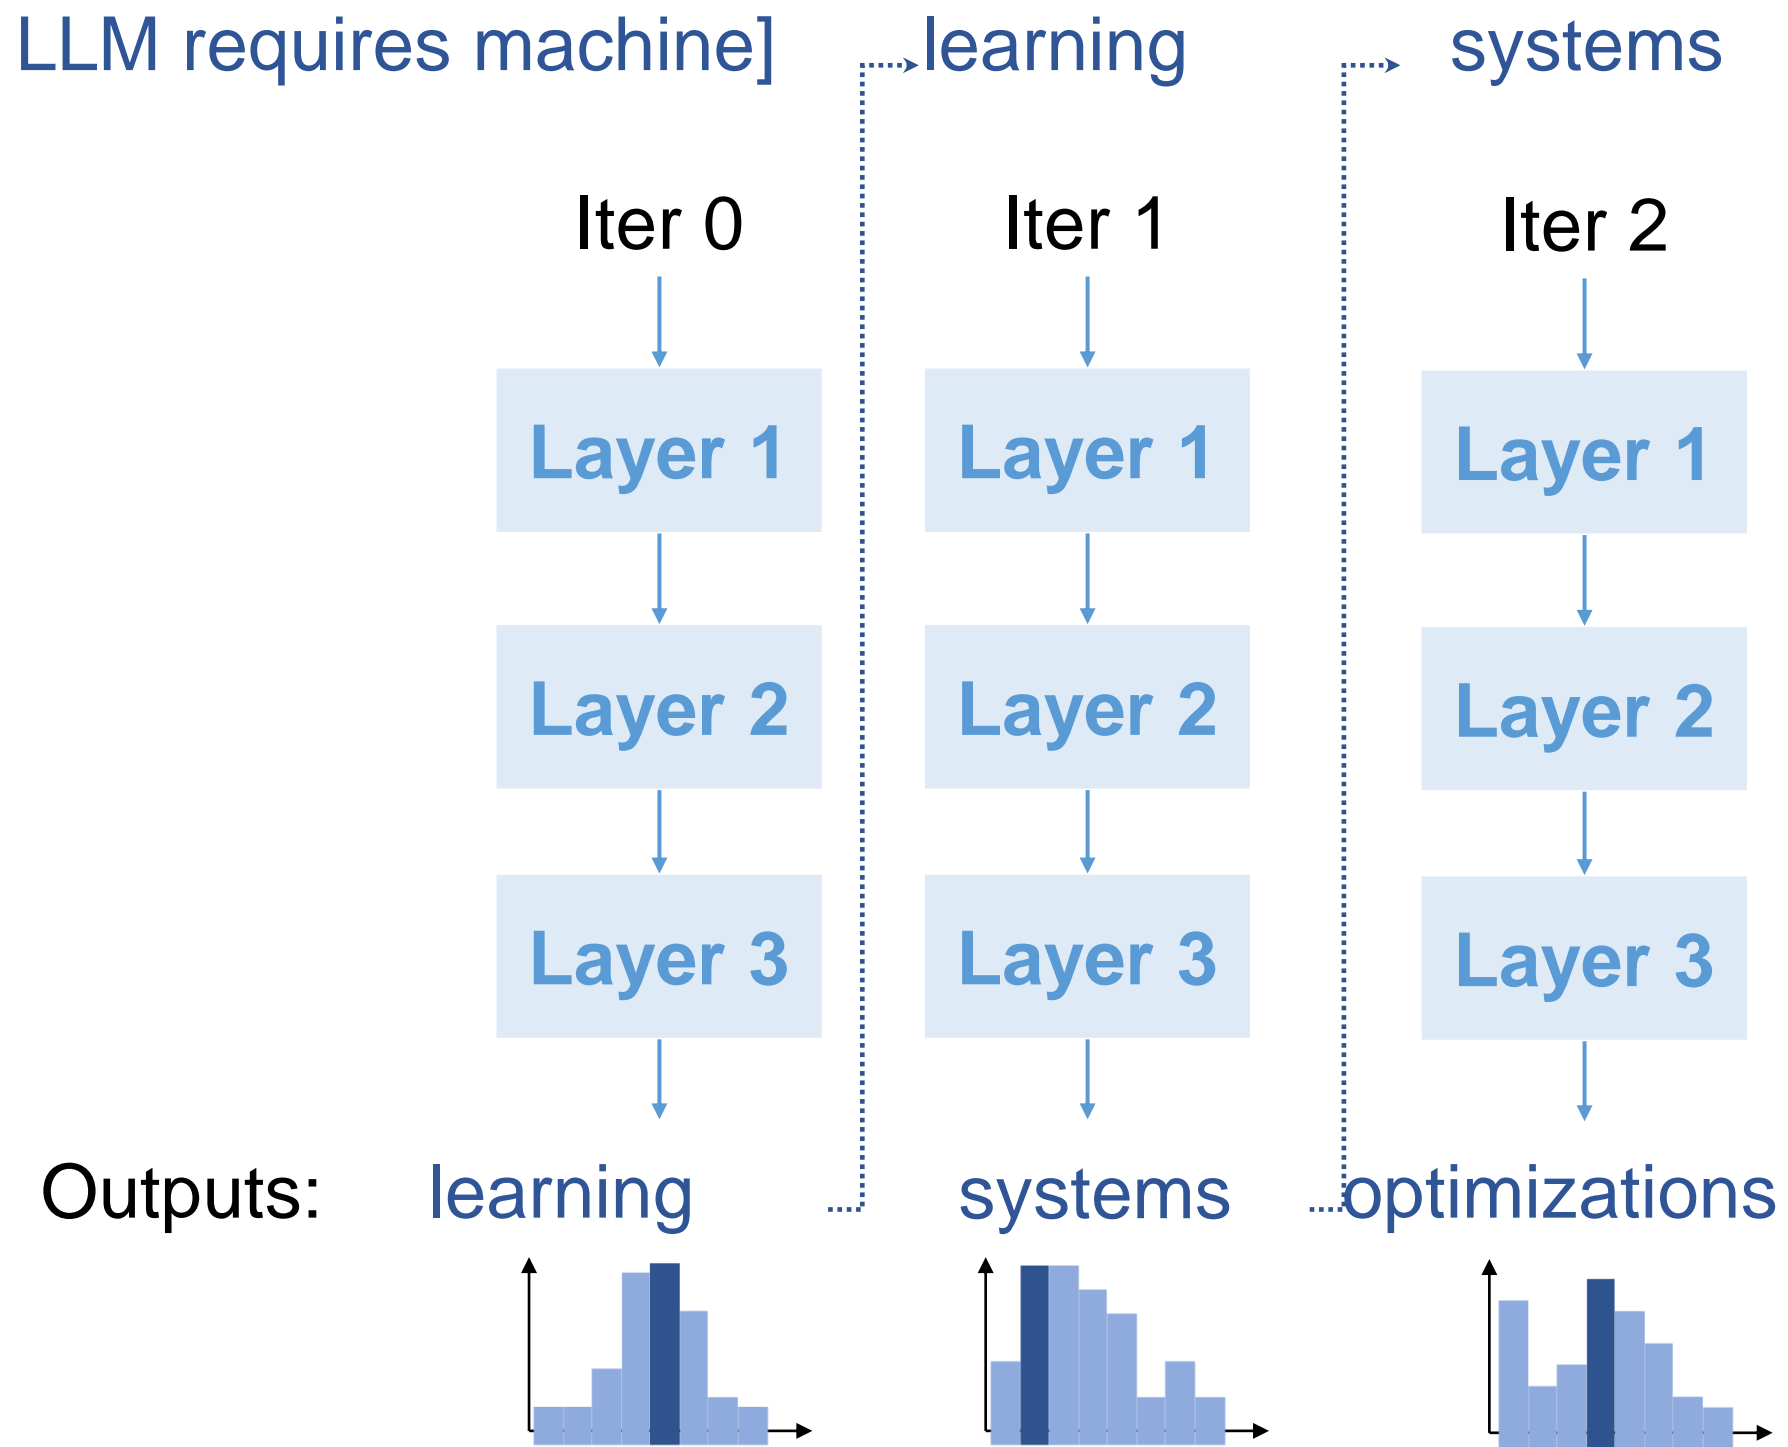 LLM requires machine] learning systems
Iter 0 Iter 1 Iter 2
Layer 1 Layer 1 Layer 1
Layer 2 Layer 2 Layer 2
Layer 3 Layer 3 Layer 3
Outputs: learning systems optimizations